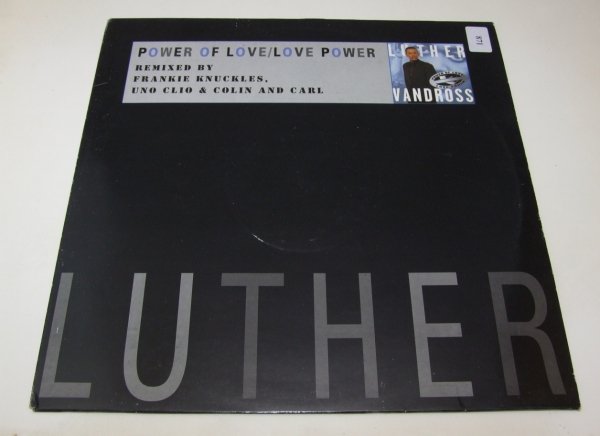 POWER OF LOVE/LOVE POWER
REMIXED BY
FRANKIE KNUCKLES,
UNO CLIO & COLIN AND CARL
LUTHER
VANDROSS
LUTHER